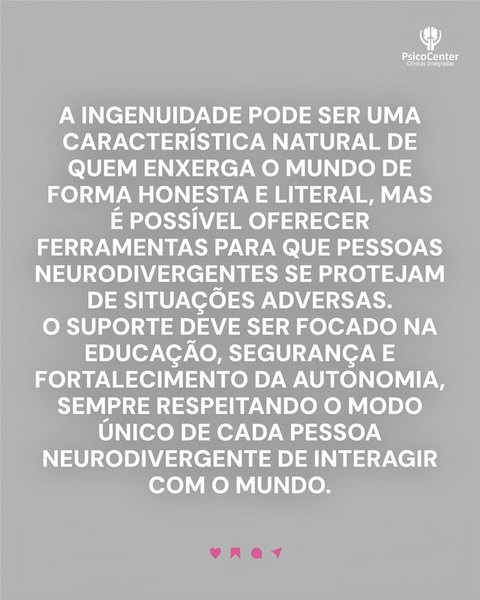 PsicoCenter
Clínicas Integradas
A INGENUIDADE PODE SER UMA
CARACTERÍSTICA NATURAL DE
QUEM ENXERGA O MUNDO DE
FORMA HONESTA E LITERAL, MAS
É POSSÍVEL OFERECER
FERRAMENTAS PARA QUE PESSOAS
NEURODIVERGENTES SE PROTEJAM
DE SITUAÇÕES ADVERSAS.
O SUPORTE DEVE SER FOCADO NA
EDUCAÇÃO, SEGURANÇA E
FORTALECIMENTO DA AUTONOMIA,
SEMPRE RESPEITANDO O MODO
ÚNICO DE CADA PESSOA
NEURODIVERGENTE DE INTERAGIR
COM O MUNDO.